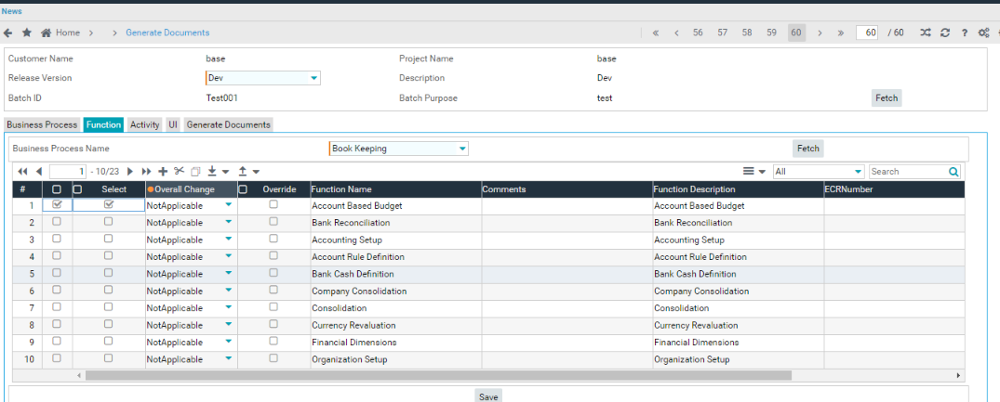 News
Home > > Generate Documents « < 56 57 58 59 60 > » 60 / 60 ?
Customer Name base Project Name base
Release Version Dev Description Dev
Batch ID Test001 Batch Purpose test Fetch
Business Process Function Activity UI Generate Documents
Business Process Name Book Keeping Fetch
1 - 10/23 All Search
# Select Overall Change Override Function Name Comments Function Description ECRNumber
1 NotApplicable Account Based Budget Account Based Budget
2 NotApplicable Bank Reconciliation Bank Reconciliation
3 NotApplicable Accounting Setup Accounting Setup
4 NotApplicable Account Rule Definition Account Rule Definition
5 NotApplicable Bank Cash Definition Bank Cash Definition
6 NotApplicable Company Consolidation Company Consolidation
7 NotApplicable Consolidation Consolidation
8 NotApplicable Currency Revaluation Currency Revaluation
9 NotApplicable Financial Dimensions Financial Dimensions
10 NotApplicable Organization Setup Organization Setup
Save